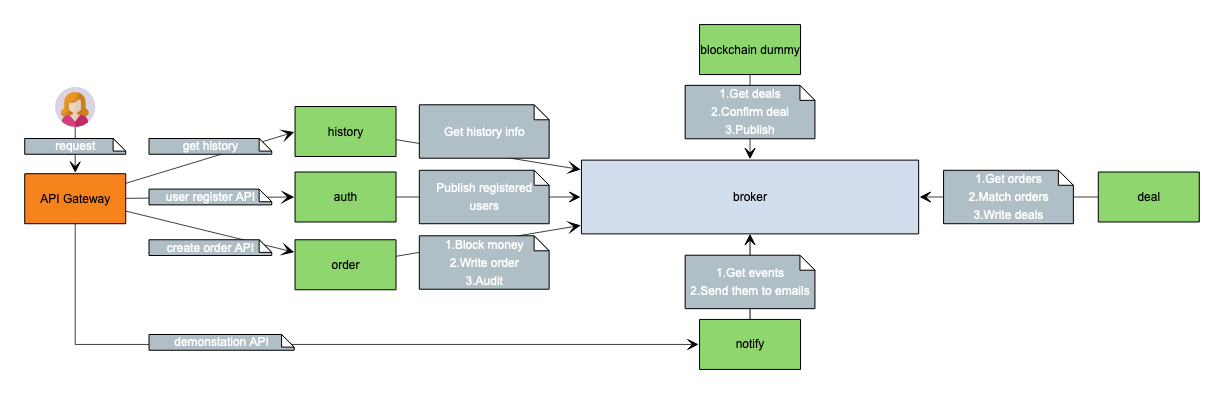 blockchain dummy
1.Get deals
2.Confirm deal
3.Publish
request
get history
history
Get history info
API Gateway
user register API
auth
Publish registered
users
broker
1.Get orders
2.Match orders
3.Write deals
deal
create order API
order
1.Block money
2.Write order
3.Audit
1.Get events
2.Send them to emails
demonstation API
notify